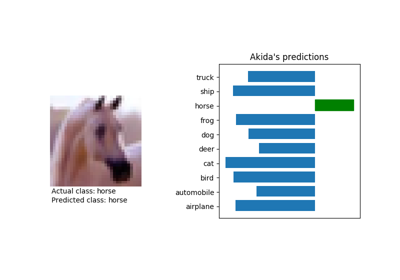 Akida's predictions
truck
ship
horse
frog
dog
deer
cat
bird
automobile
airplane
Actual class: horse
Predicted class: horse